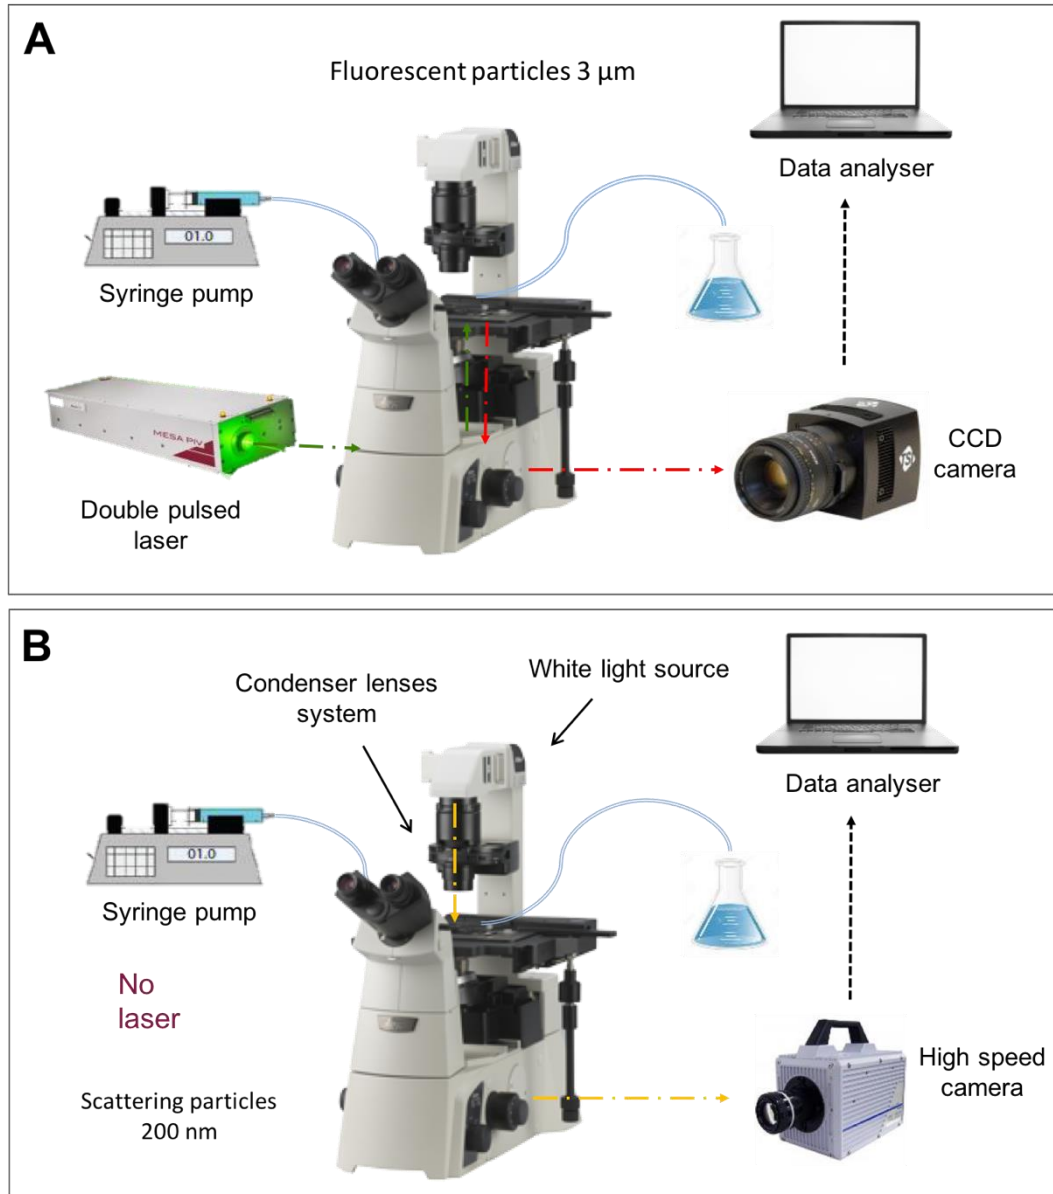 A
Fluorescent particles 3 µm
Data analyser
01.0
Syringe pump
MESA PIV
CCD
camera
TSI
Double pulsed
laser
B
White light source
Condenser lenses
system
Data analyser
01.0
Syringe pump
No
laser
High speed
camera
Scattering particles
200 nm